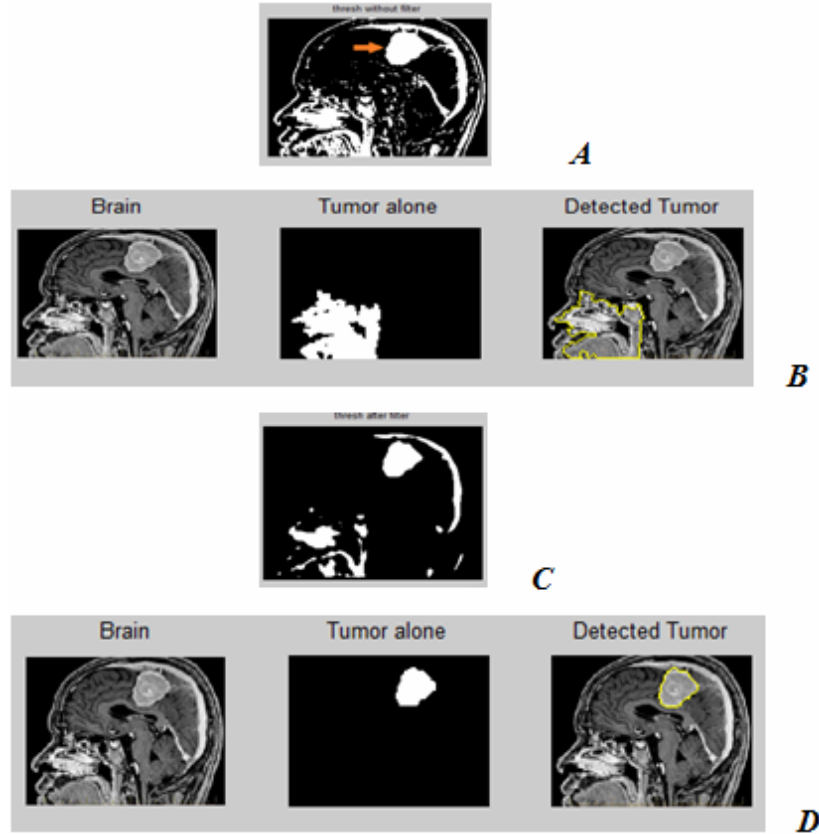 thresh without filter
A
Brain Tumor alone Detected Tumor
B
thresh after filter
C
Brain Tumor alone Detected Tumor
D